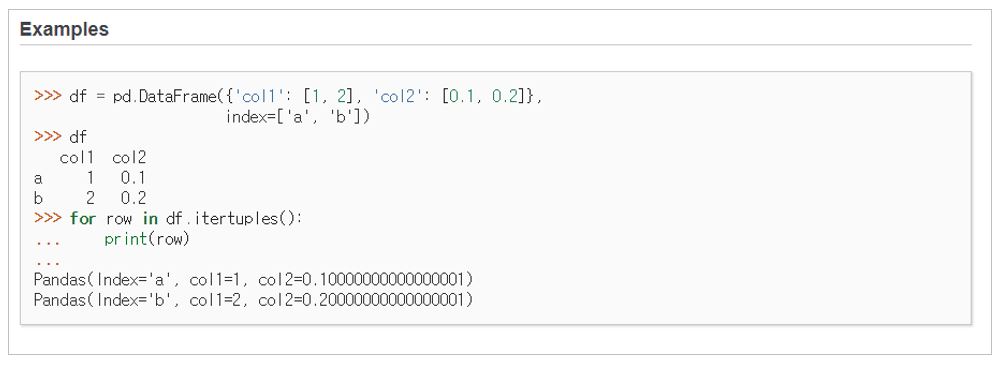 Examples
>>> df = pd.DataFrame({'col1': [1, 2], 'col2': [0.1, 0.2]},
                      index=['a', 'b'])
>>> df
   col1  col2
a     1   0.1
b     2   0.2
>>> for row in df.itertuples():
...     print(row)
...
Pandas(Index='a', col1=1, col2=0.10000000000000001)
Pandas(Index='b', col1=2, col2=0.20000000000000001)